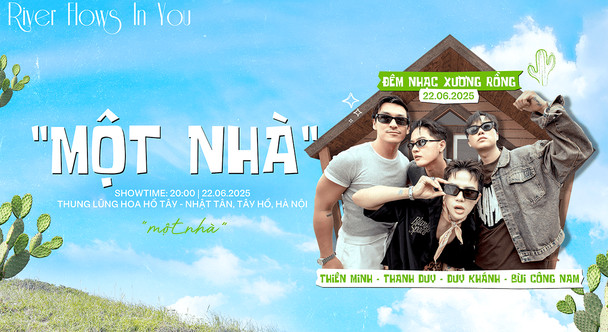 River Flows In You
ĐÊM NHẠC XƯƠNG RỒNG
22.06.2025
"MỘT NHÀ"
SHOWTIME: 20:00 | 22.06.2025
THUNG LŨNG HOA HỒ TÂY - NHẬT TÂN, TÂY HỒ, HÀ NỘI
"một nhà"
THIÊN MINH - THANH DUY - DUY KHÁNH - BÙI CÔNG NAM